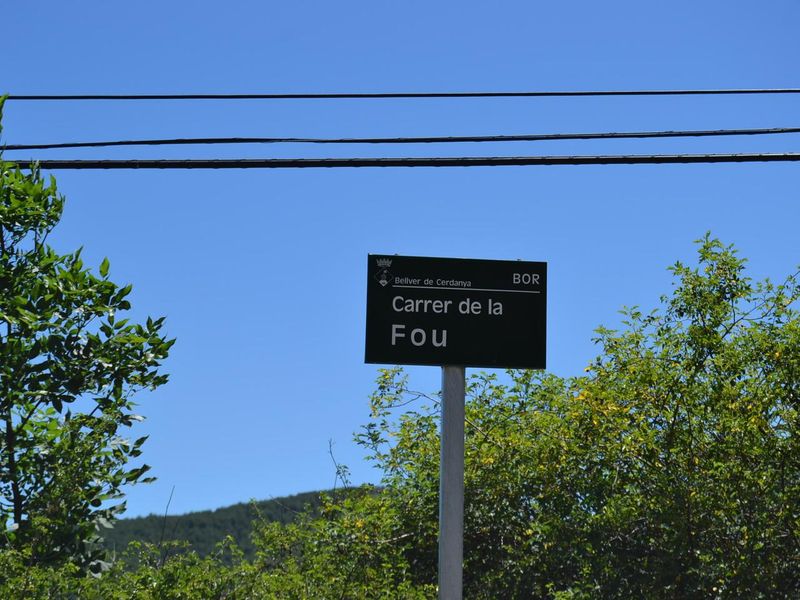 Bellver de Cerdanya BOR
Carrer de la
Fou